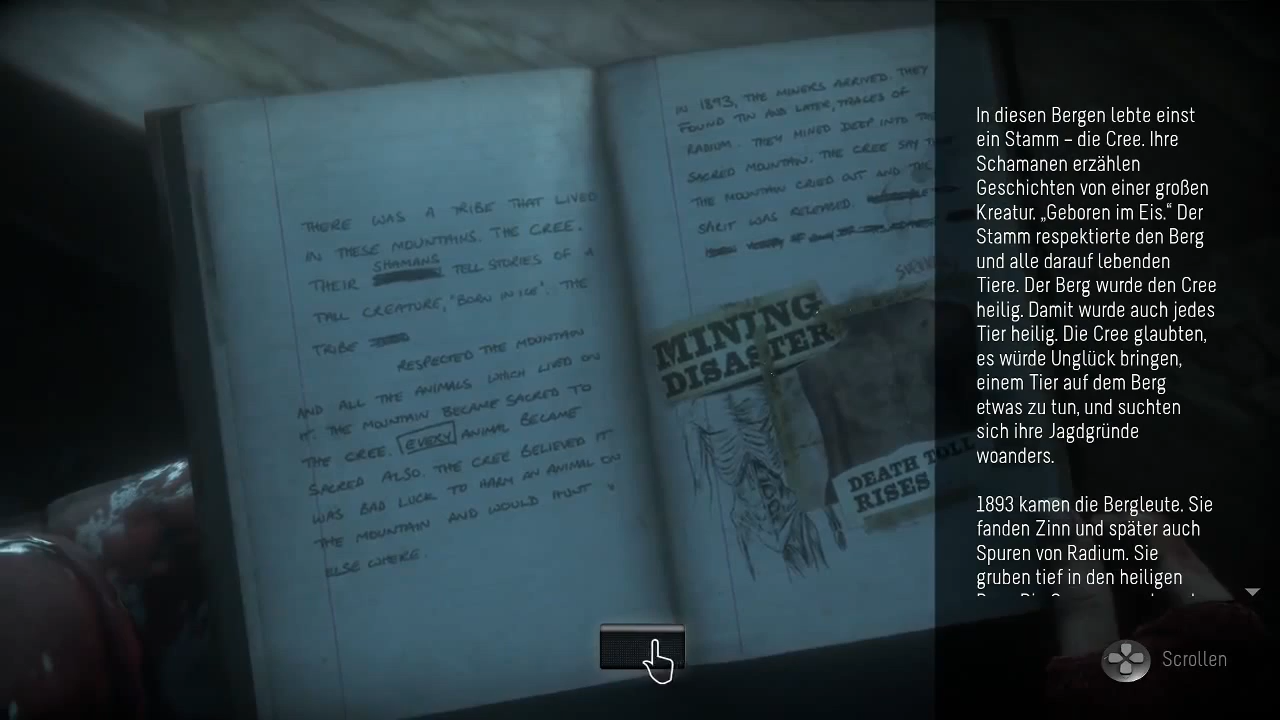 THERE WAS A TRIBE THAT LIVED
IN THESE MOUNTAINS. THE CREE.
SHAMANS
THEIR TELL STORIES OF A
TALL CREATURE, "BORN IN ICE". THE
TRIBE
RESPECTED THE MOUNTAIN
AND ALL THE ANIMALS WHICH LIVED ON
IT. THE MOUNTAIN BECAME SACRED TO
THE CREE. EVERY ANIMAL BECAME
SACRED ALSO. THE CREE BELIEVED IT
WAS BAD LUCK TO HARM AN ANIMAL ON
THE MOUNTAIN AND WOULD HUNT
ELSE WHERE.
IN 1893, THE MINERS ARRIVED. THEY
FOUND TIN AND LATER, TRACES OF
RADIUM. THEY MINED DEEP INTO THE
SACRED MOUNTAIN. THE CREE SAY
THE MOUNTAIN CRIED OUT AND THE
SPIRIT WAS RELEASED.
MINING
DISASTER
DEATH TOLL
RISES
In diesen Bergen lebte einst
ein Stamm – die Cree. Ihre
Schamanen erzählen
Geschichten von einer großen
Kreatur. „Geboren im Eis.“ Der
Stamm respektierte den Berg
und alle darauf lebenden
Tiere. Der Berg wurde den Cree
heilig. Damit wurde auch jedes
Tier heilig. Die Cree glaubten,
es würde Unglück bringen,
einem Tier auf dem Berg
etwas zu tun, und suchten
sich ihre Jagdgründe
woanders.
1893 kamen die Bergleute. Sie
fanden Zinn und später auch
Spuren von Radium. Sie
gruben tief in den heiligen
Scrollen